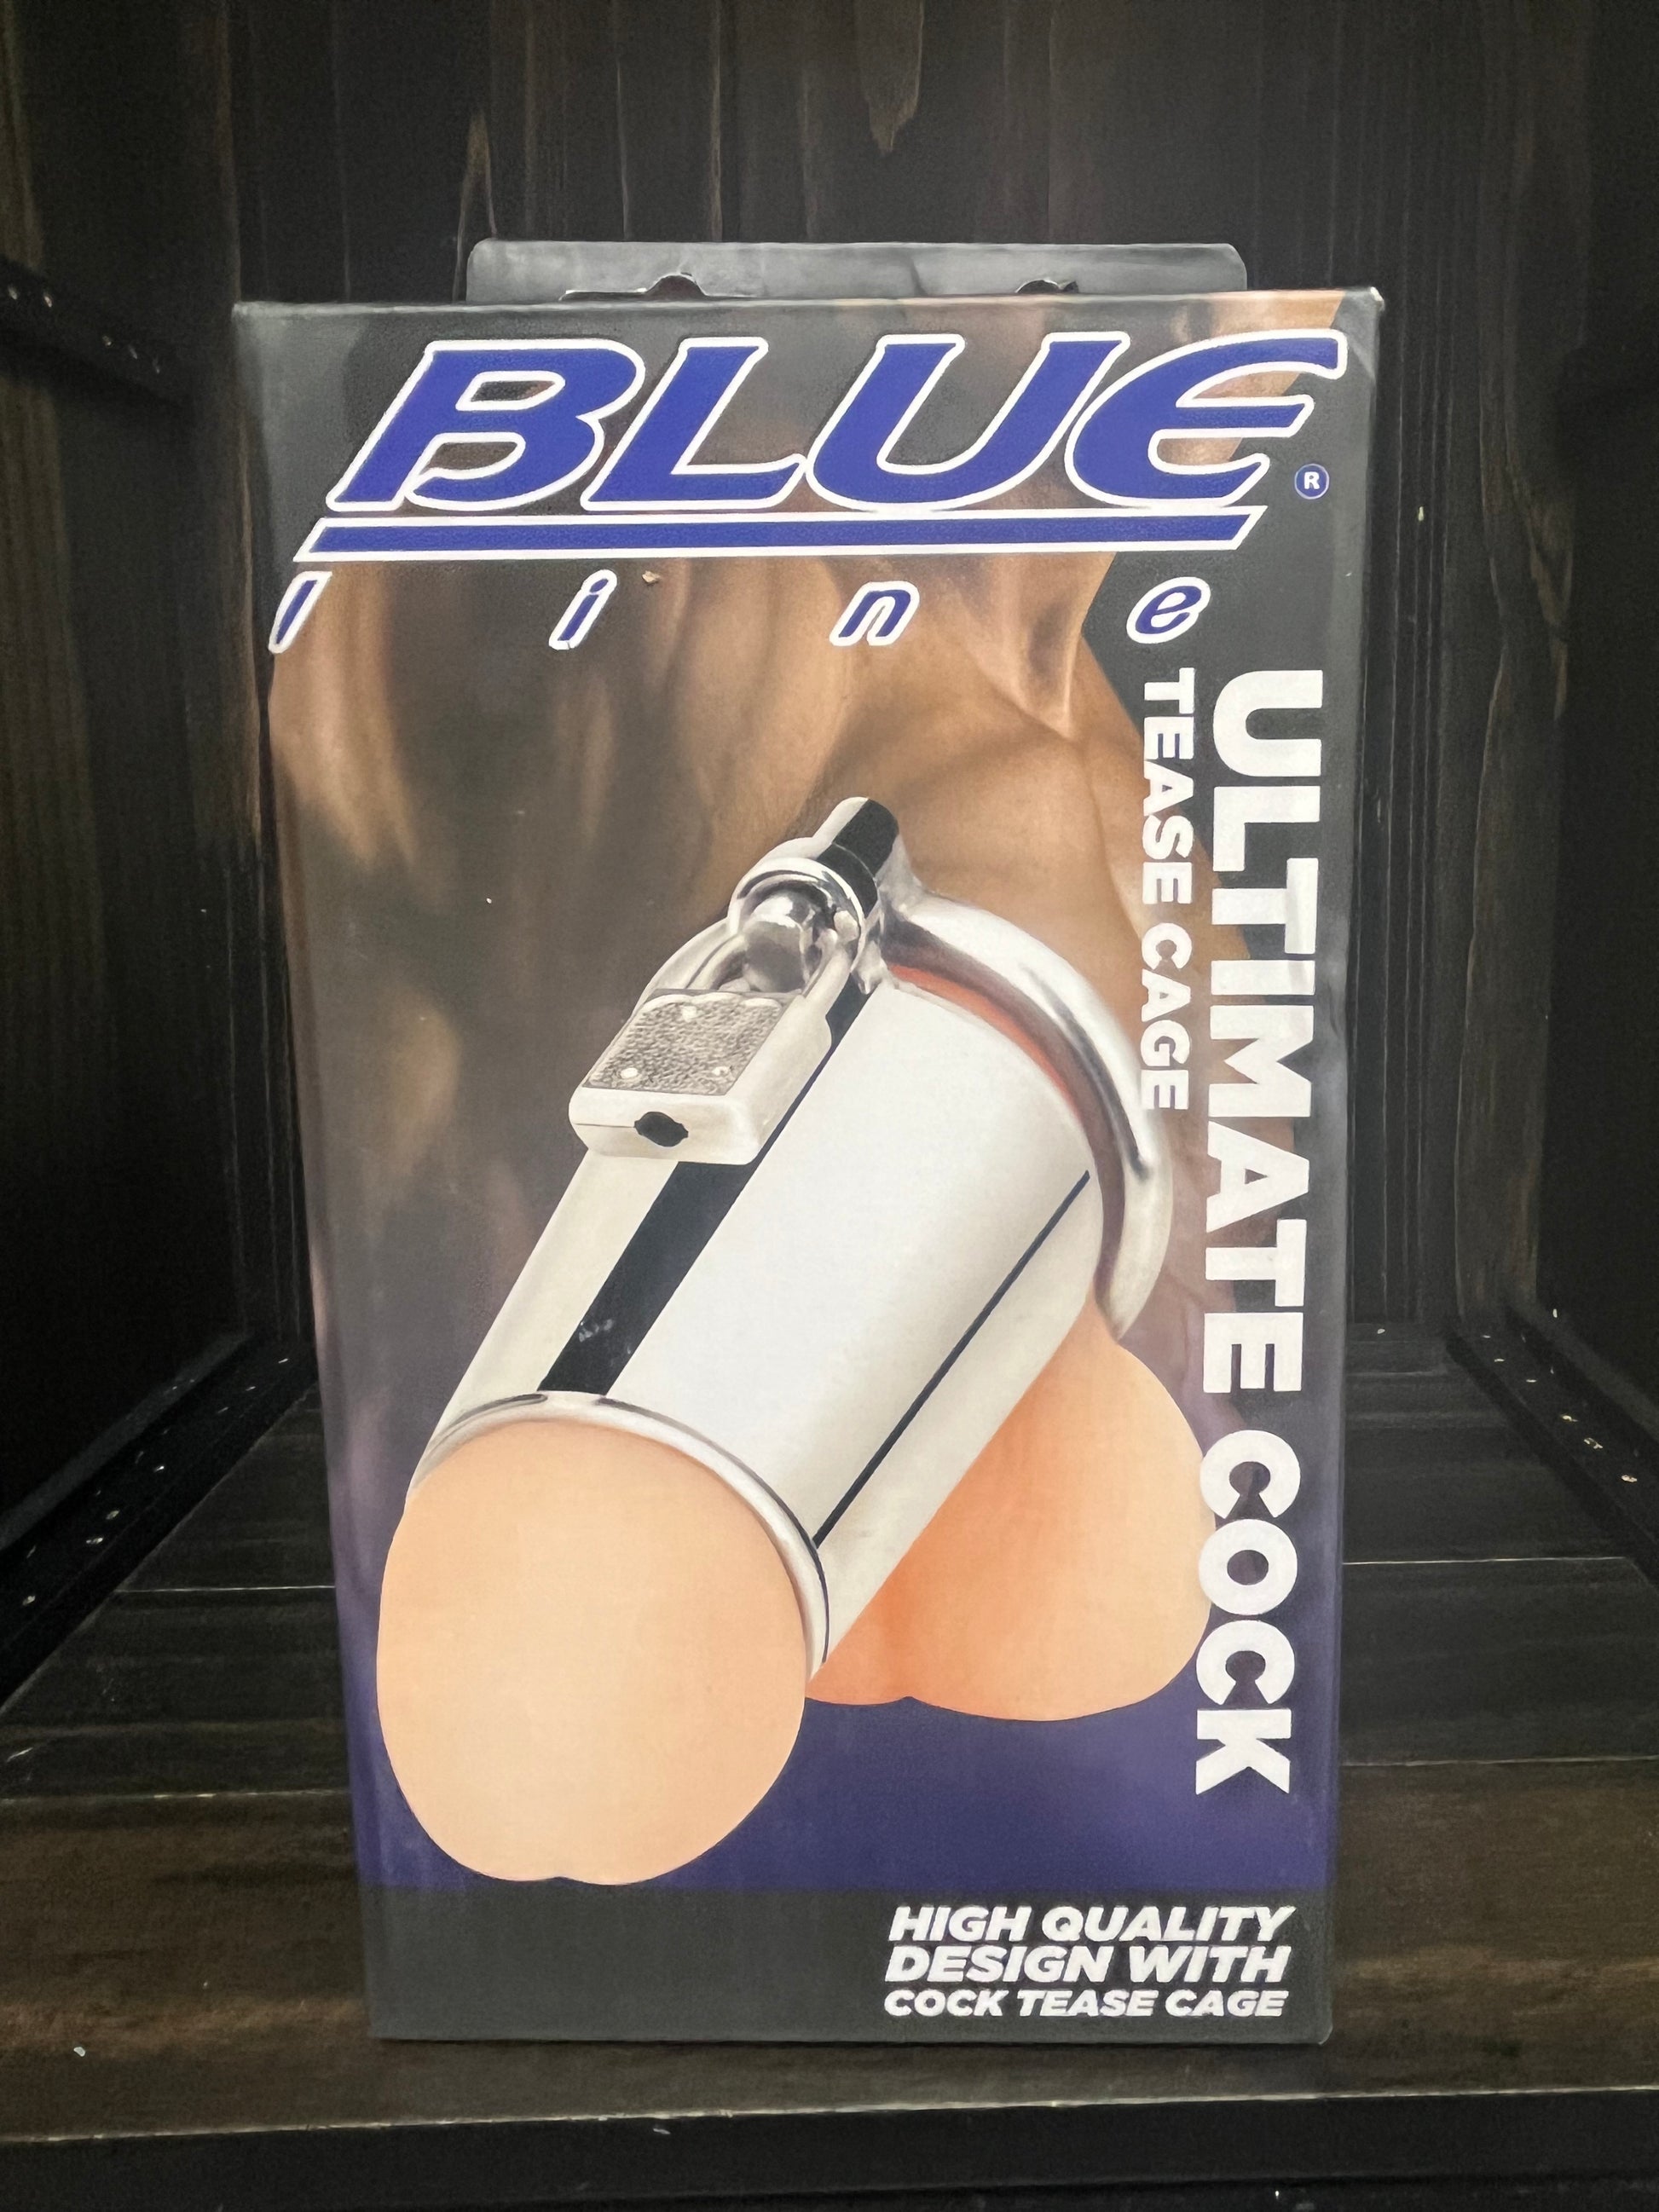 BLUE®
line
ULTIMATE COCK
TEASE CAGE
HIGH QUALITY
DESIGN WITH
COCK TEASE CAGE